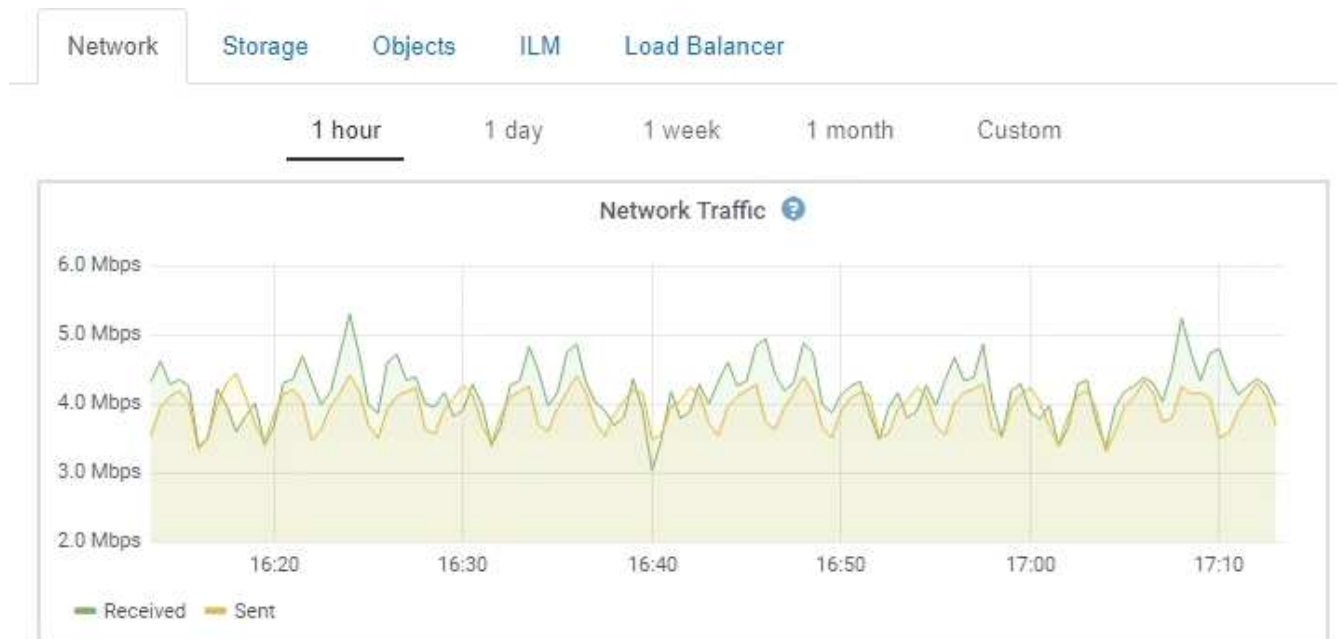 Network Storage Objects ILM Load Balancer
1 hour 1 day 1 week 1 month Custom
Network Traffic ?
6.0 Mbps
5.0 Mbps
4.0 Mbps
3.0 Mbps
2.0 Mbps
16:20 16:30 16:40 16:50 17:00 17:10
Received Sent